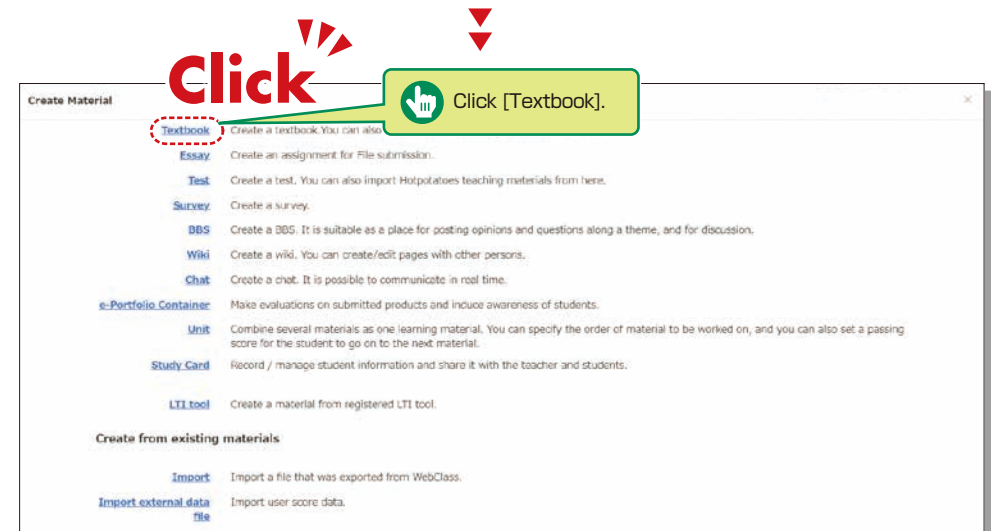 Click
Click [Textbook].
Create Material
Textbook Create a textbook.You can also
Essay Create an assignment for File submission.
Test Create a test. You can also import Hotpotatoes teaching materials from here.
Survey Create a survey.
BBS Create a BBS. It is suitable as a place for posting opinions and questions along a theme, and for discussion.
Wiki Create a wiki. You can create/edit pages with other persons.
Chat Create a chat. It is possible to communicate in real time.
e-Portfolio Container Make evaluations on submitted products and induce awareness of students.
Unit Combine several materials as one learning material. You can specify the order of material to be worked on, and you can also set a passing
score for the student to go on to the next material.
Study Card Record / manage student information and share it with the teacher and students.
LTI tool Create a material from registered LTI tool.
Create from existing materials
Import Import a file that was exported from WebClass.
Import external data Import user score data.
file